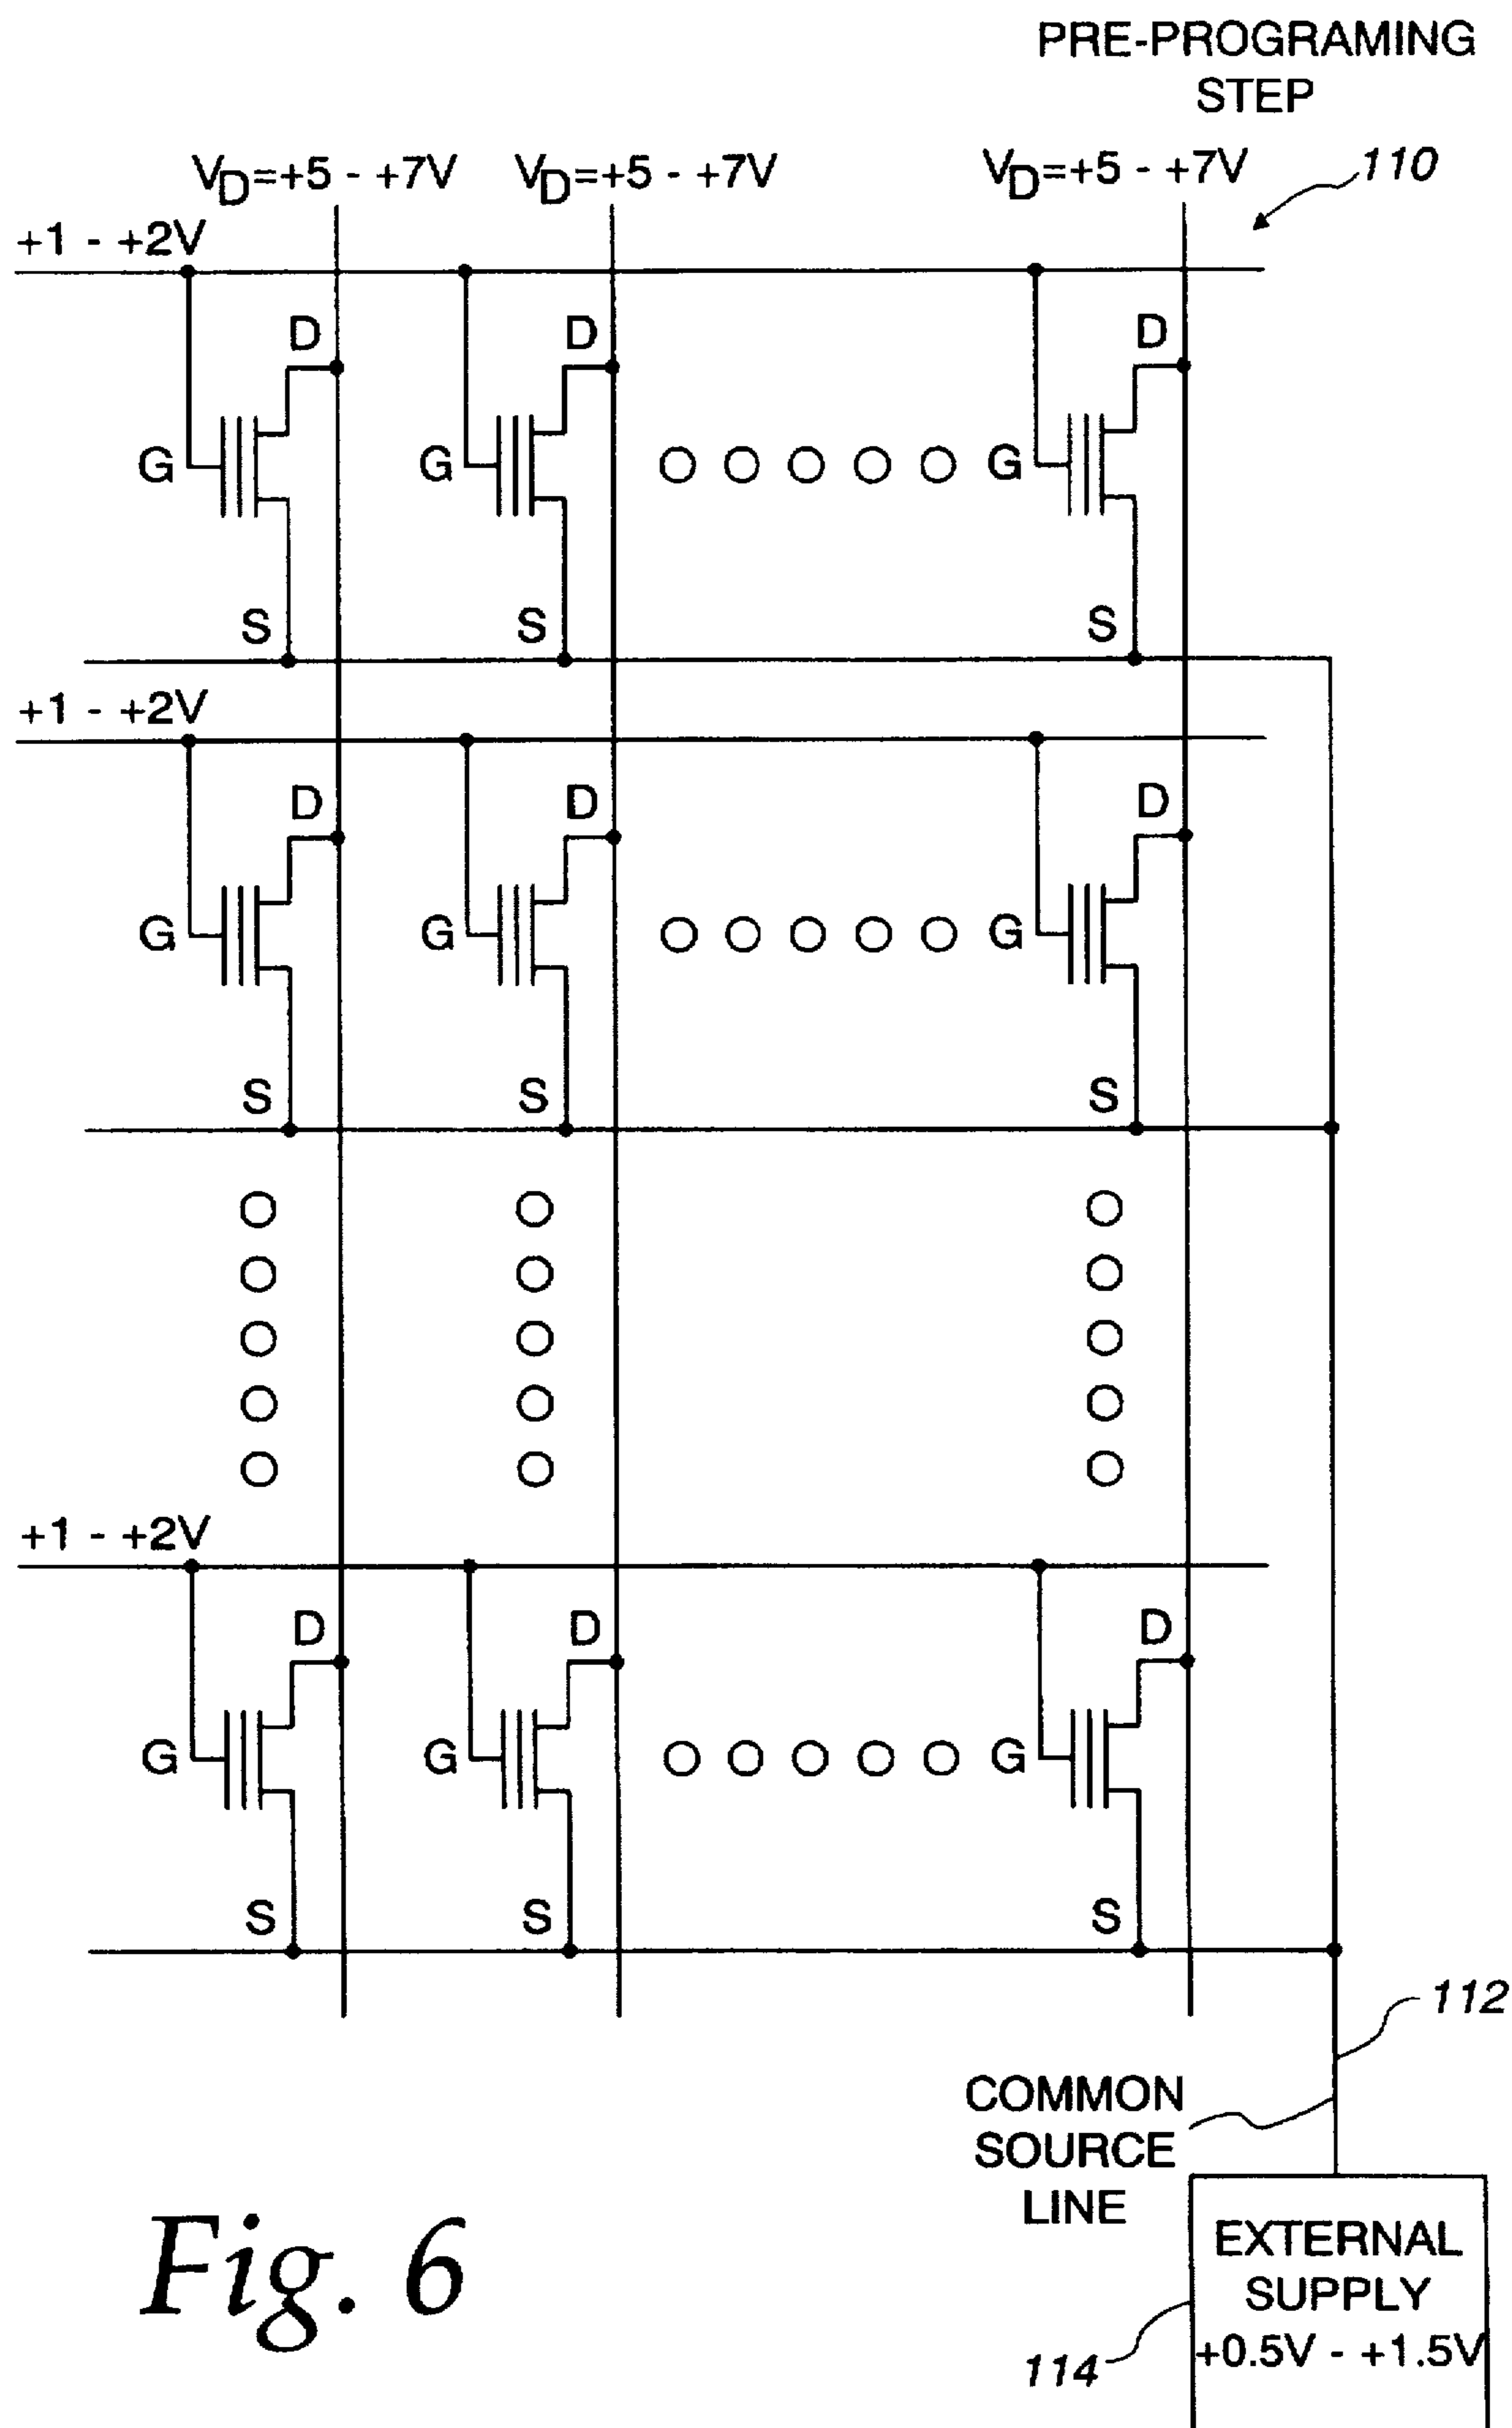 PRE-PROGRAMING
STEP
110
VD=+5 - +7V VD=+5 - +7V VD=+5 - +7V
+1 - +2V
D D D
G G G
S S S
+1 - +2V
D D D
G G G
S S S
+1 - +2V
D D D
G G G
S S S
112
COMMON
SOURCE
LINE
EXTERNAL
SUPPLY
+0.5V - +1.5V
114
Fig. 6